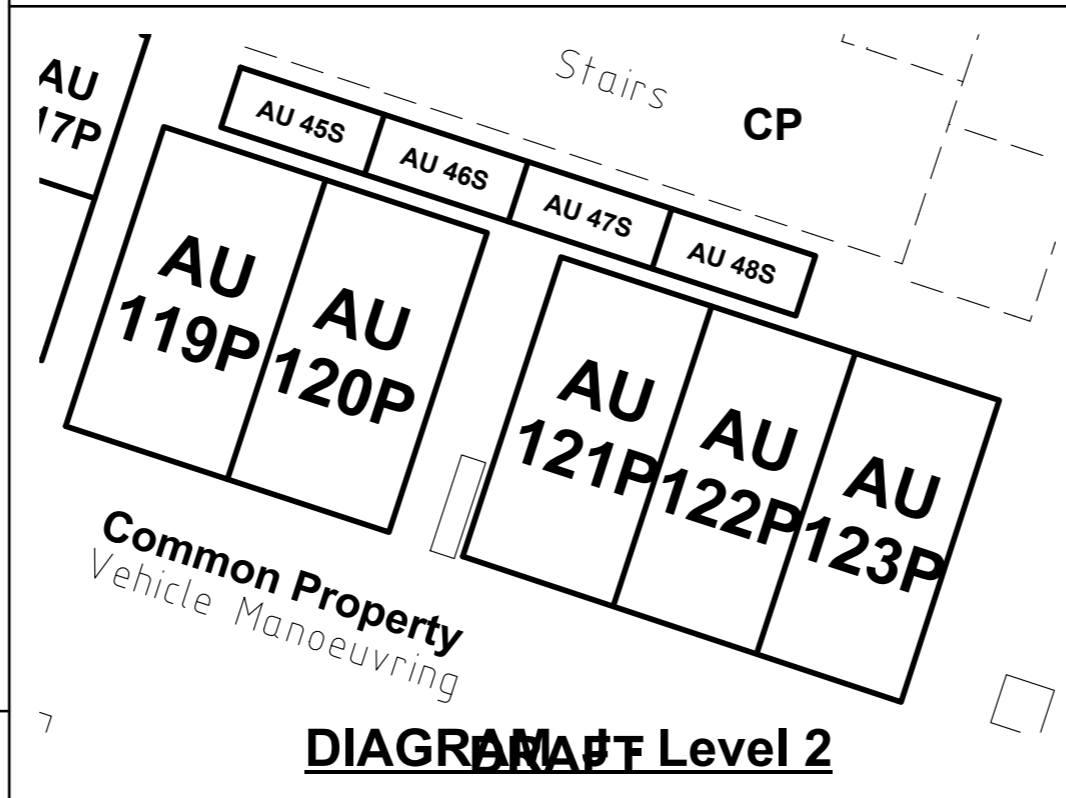 Stairs
CP
AU
17P
AU 45S
AU 46S
AU 47S
AU 48S
AU
119P
AU
120P
AU
121P
AU
122P
AU
123P
Common Property
Vehicle Manoeuvring
DIAGRAM - Level 2
DRAFT